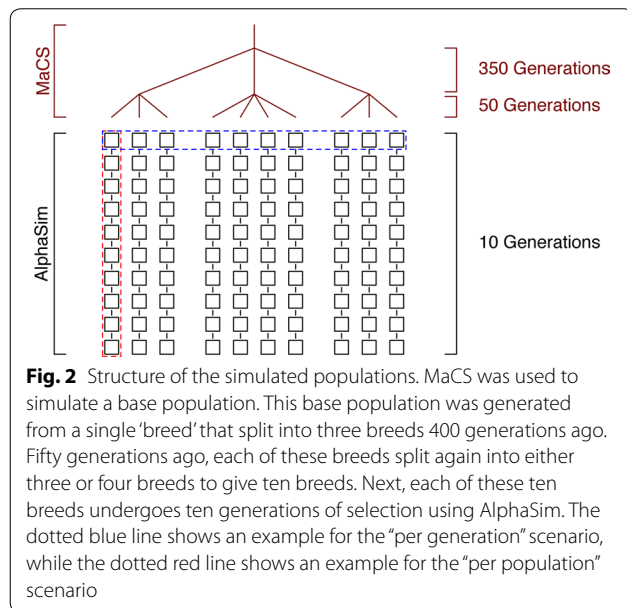 MaCS
350 Generations
50 Generations
AlphaSim
10 Generations
Fig. 2 Structure of the simulated populations. MaCS was used to
simulate a base population. This base population was generated
from a single ‘breed’ that split into three breeds 400 generations ago.
Fifty generations ago, each of these breeds split again into either
three or four breeds to give ten breeds. Next, each of these ten
breeds undergoes ten generations of selection using AlphaSim. The
dotted blue line shows an example for the “per generation” scenario,
while the dotted red line shows an example for the “per population”
scenario